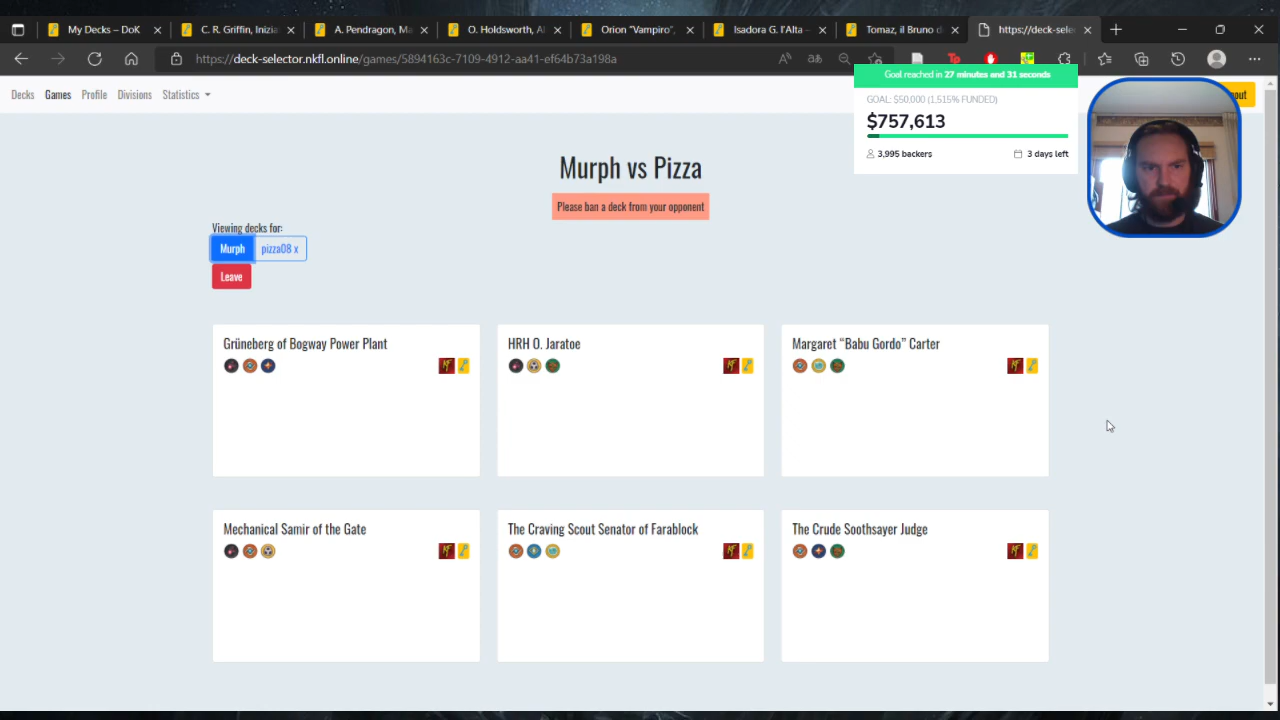 My Decks – DoK
C. R. Griffin, Inizia
A. Pendragon, M
O. Holdsworth, A
Orion "Vampiro",
Isadora G. l'Alta –
Tomaz, il Bruno d
https://deck-sele
https://deck-selector.nkfl.online/games/5894163c-7109-4912-aa41-ef64b73a198a
Decks
Games
Profile
Divisions
Statistics
out
Goal reached in 27 minutes and 31 seconds
GOAL: $50,000 (1,515% FUNDED)
$757,613
3,995 backers
3 days left
Murph vs Pizza
Please ban a deck from your opponent
Viewing decks for:
Murph
pizza08 x
Leave
Grüneberg of Bogway Power Plant
HRH O. Jaratoe
Margaret “Babu Gordo” Carter
Mechanical Samir of the Gate
The Craving Scout Senator of Farablock
The Crude Soothsayer Judge